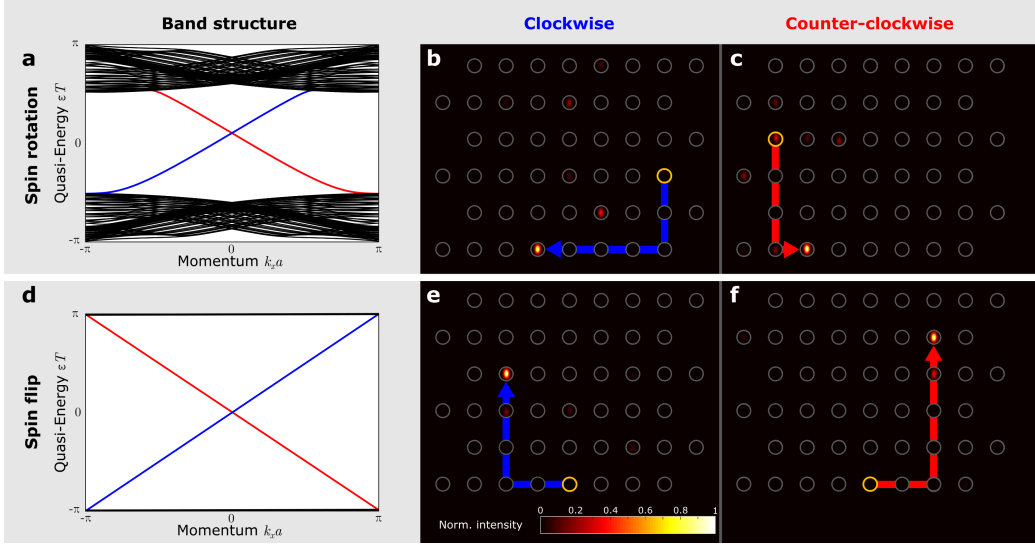 Band structure
Clockwise
Counter-clockwise
Spin rotation
a
Quasi-Energy εT
π
0
-π
-π
0
π
Momentum kₓa
b
c
Spin flip
d
Quasi-Energy εT
π
0
-π
-π
0
π
Momentum kₓa
e
f
Norm. intensity
0 0.2 0.4 0.6 0.8 1